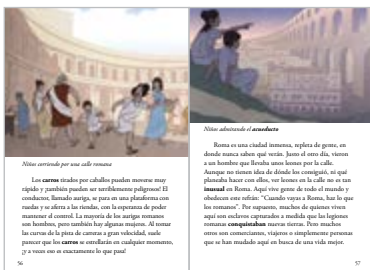 Niños corriendo por una calle romana
Los carros tirados por caballos pueden moverse muy
rápido y también pueden ser terriblemente peligrosos! El
conductor, llamado auriga, se para en una plataforma con
ruedas y se aferra a las riendas, con la esperanza de poder
mantener el control. La mayoría de los aurigas romanos
son hombres, pero también hay algunas mujeres. Al tomar
las curvas de la pista de carreras a gran velocidad, suele
parecer que los carros se estrellarán en cualquier momento,
¡y a veces eso es exactamente lo que pasa!
56
Niños admirando el acueducto
Roma es una ciudad inmensa, repleta de gente, en
donde nunca saben qué verán. Justo el otro día, vieron
a un hombre que llevaba unos leones por la calle.
Aunque no tienen idea de dónde los consiguió, ni qué
planeaba hacer con ellos, ver leones en la calle no es tan
inusual en Roma. Aquí vive gente de todo el mundo y
obedecen este refrán: "Cuando vayas a Roma, haz lo que
los romanos". Por supuesto, muchos de quienes viven
aquí son esclavos capturados a medida que las legiones
romanas conquistaban nuevas tierras. Pero muchos
otros son comerciantes, viajeros o simplemente personas
que se han mudado aquí en busca de una vida mejor.
57